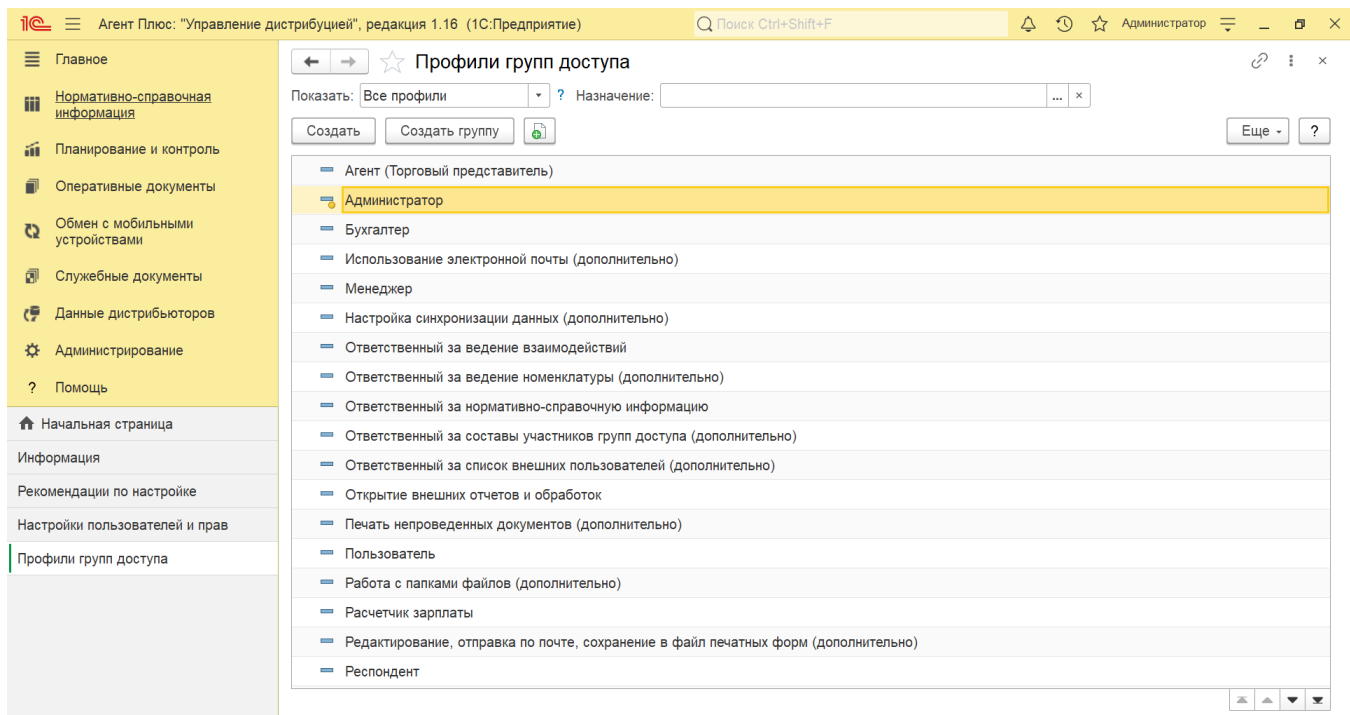 1С Агент Плюс: "Управление дистрибуцией", редакция 1.16 (1С:Предприятие)
Поиск Ctrl+Shift+F
Администратор
Главное
Нормативно-справочная
информация
Планирование и контроль
Оперативные документы
Обмен с мобильными
устройствами
Служебные документы
Данные дистрибьюторов
Администрирование
? Помощь
Начальная страница
Информация
Рекомендации по настройке
Настройки пользователей и прав
Профили групп доступа
Профили групп доступа
Показать: Все профили ? Назначение: ... ×
Создать Создать группу Еще ?
Агент (Торговый представитель)
Администратор
Бухгалтер
Использование электронной почты (дополнительно)
Менеджер
Настройка синхронизации данных (дополнительно)
Ответственный за ведение взаимодействий
Ответственный за ведение номенклатуры (дополнительно)
Ответственный за нормативно-справочную информацию
Ответственный за составы участников групп доступа (дополнительно)
Ответственный за список внешних пользователей (дополнительно)
Открытие внешних отчетов и обработок
Печать непроведенных документов (дополнительно)
Пользователь
Работа с папками файлов (дополнительно)
Расчетчик зарплаты
Редактирование, отправка по почте, сохранение в файл печатных форм (дополнительно)
Респондент